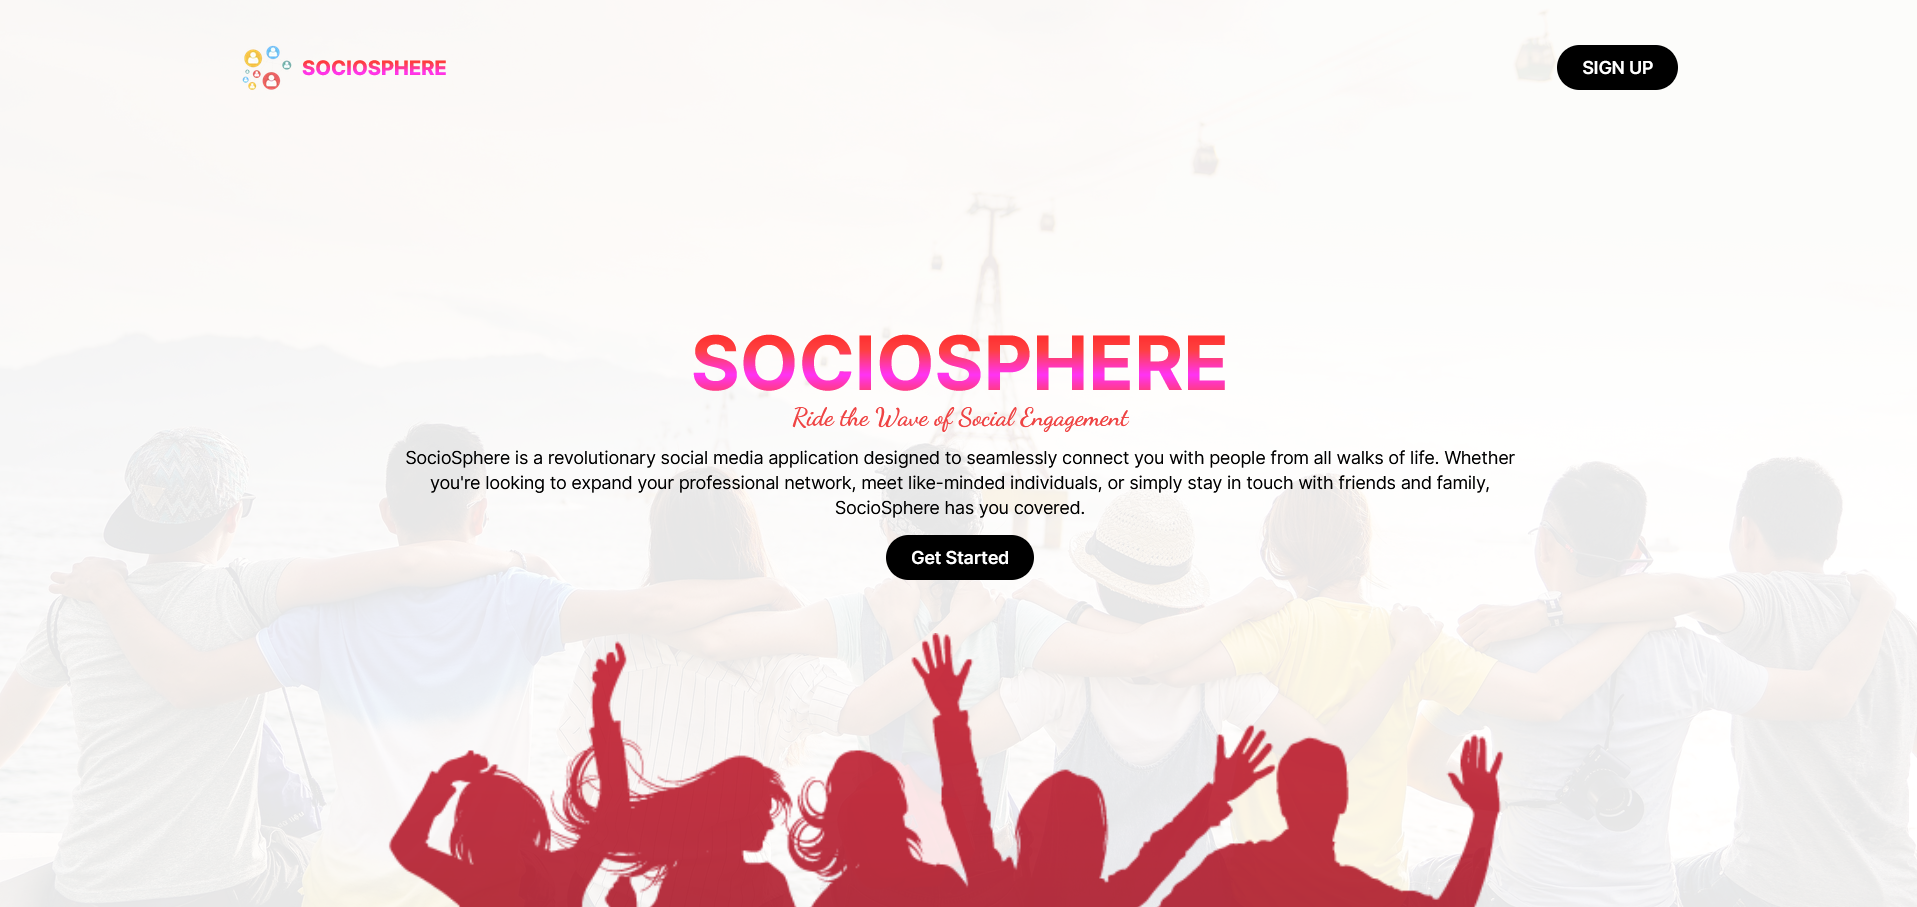 SOCIOSPHERE
SIGN UP
SOCIOSPHERE
Ride the Wave of Social Engagement
SocioSphere is a revolutionary social media application designed to seamlessly connect you with people from all walks of life. Whether
you're looking to expand your professional network, meet like-minded individuals, or simply stay in touch with friends and family,
SocioSphere has you covered.
Get Started